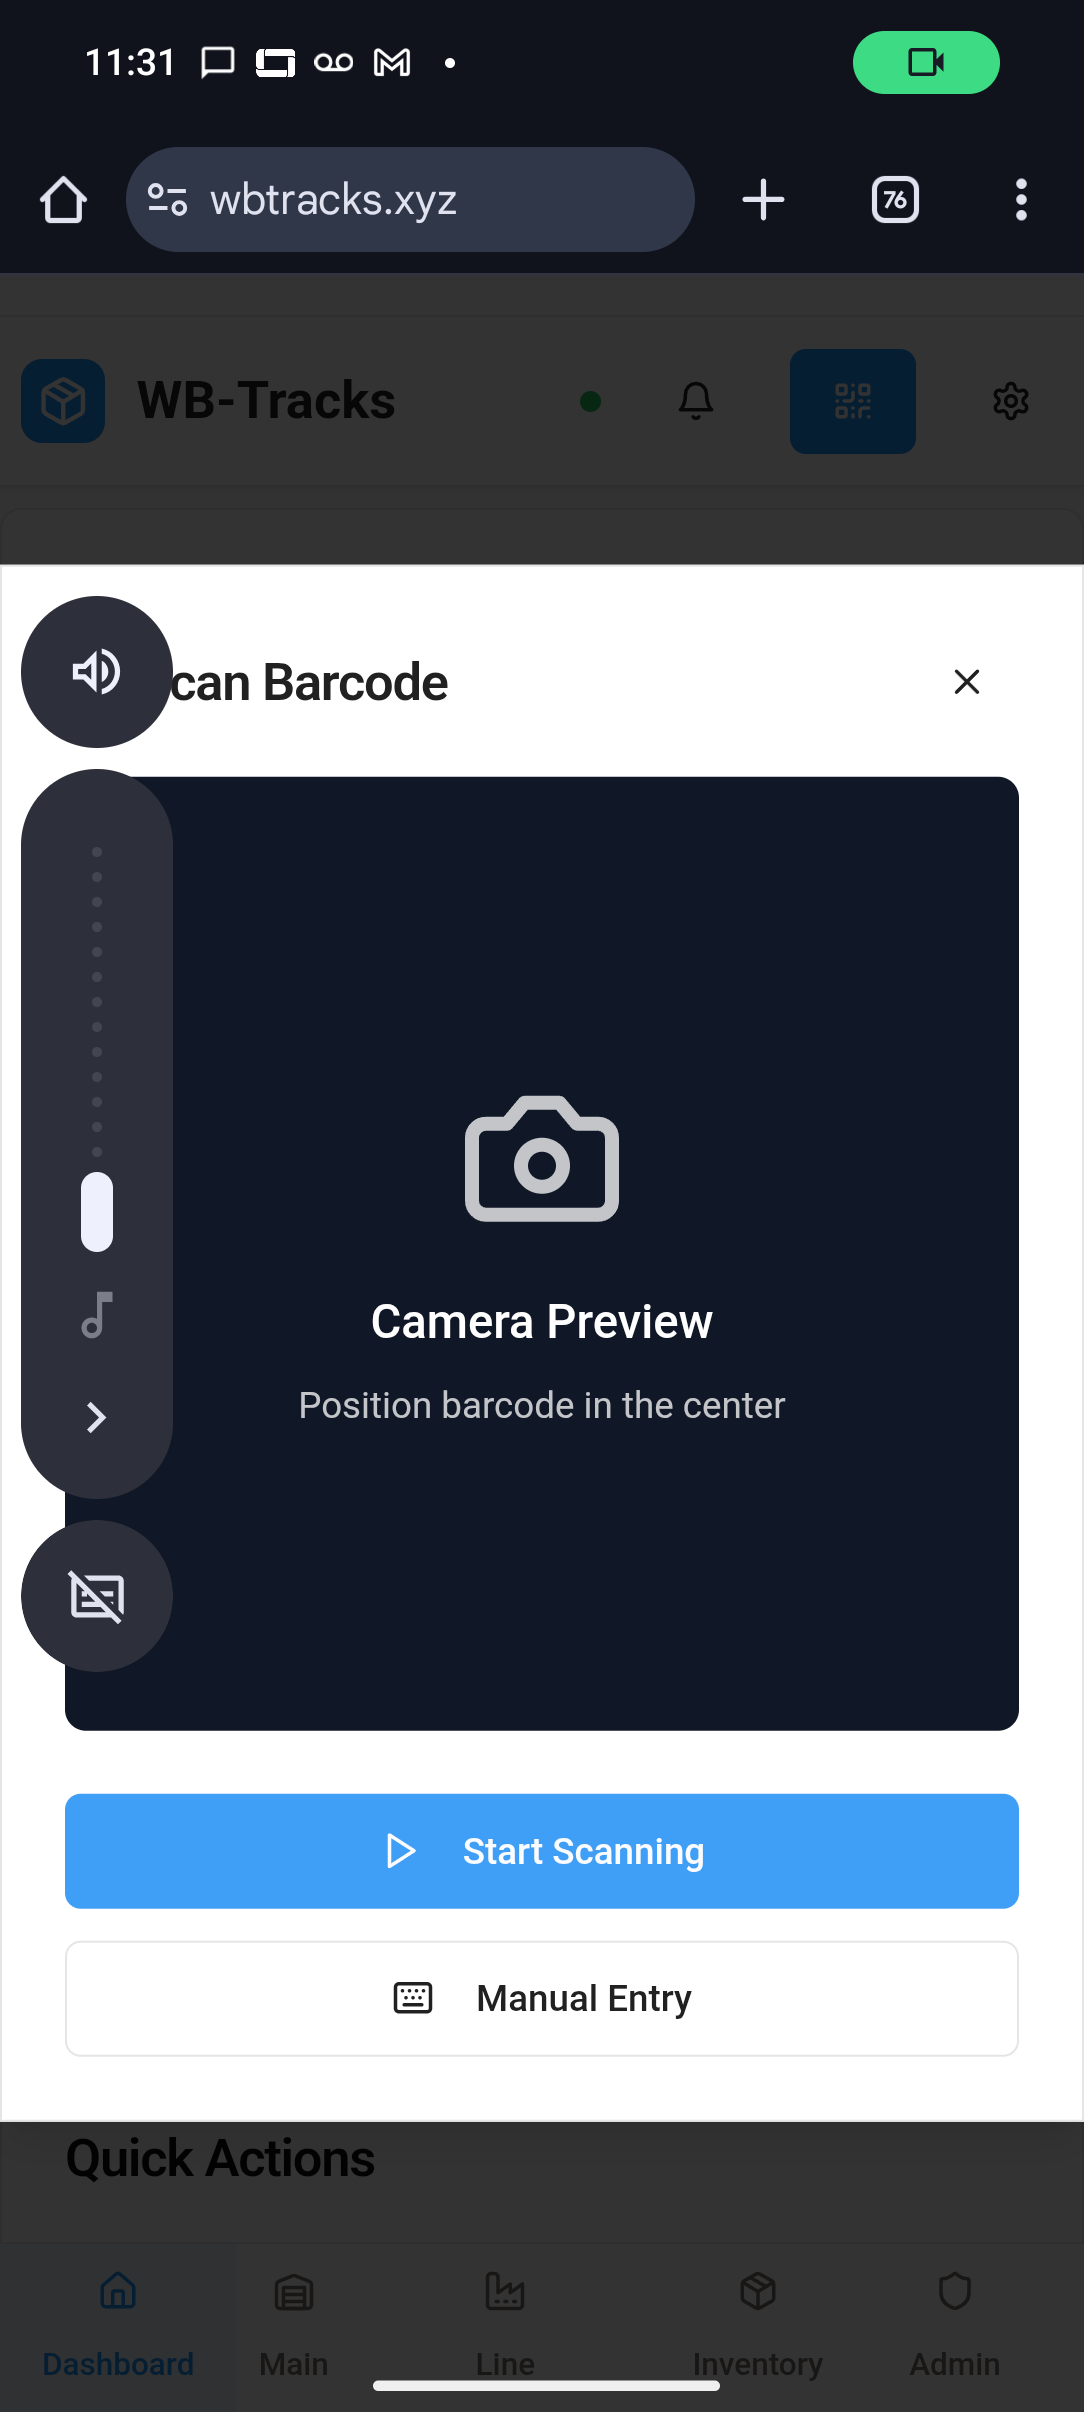 11:31
wbtracks.xyz
76
WB-Tracks
can Barcode
Camera Preview
Position barcode in the center
Start Scanning
Manual Entry
Quick Actions
Dashboard
Main
Line
Inventory
Admin